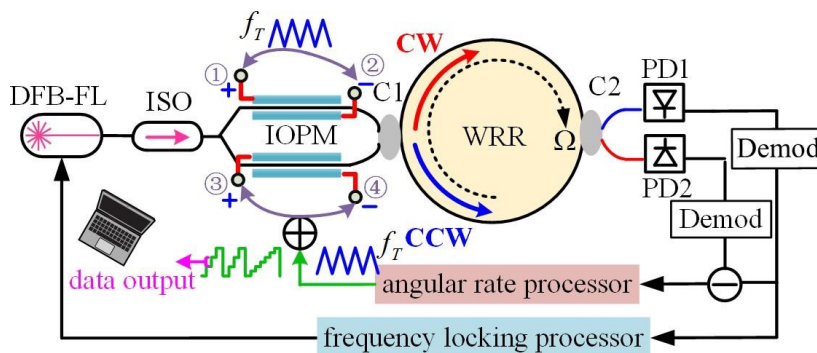 f_T
CW
① ②
+ −
DFB-FL ISO C1 C2 PD1
IOPM WRR Ω
Demod
③ ④
+ −
PD2
Demod
f_T CCW
data output
angular rate processor
frequency locking processor